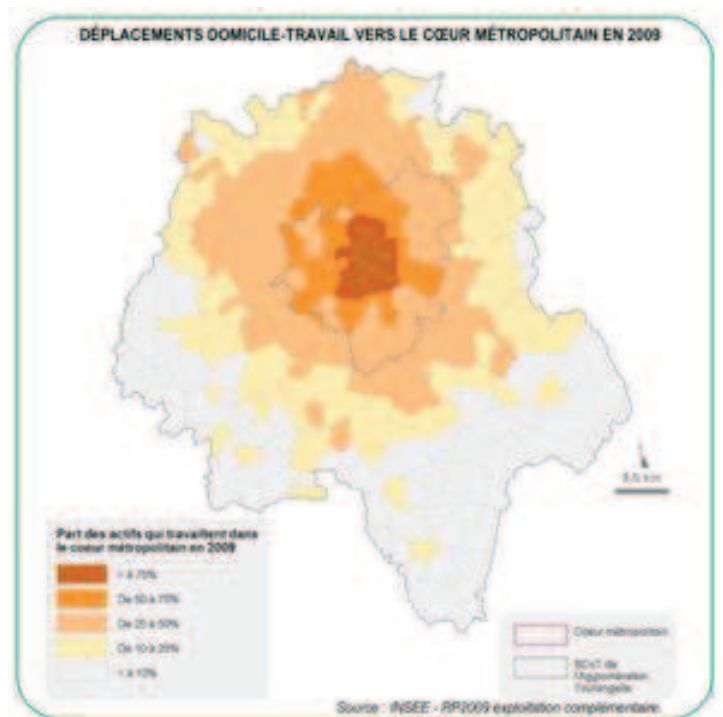 DÉPLACEMENTS DOMICILE-TRAVAIL VERS LE CŒUR MÉTROPOLITAIN EN 2009
Part des actifs qui travaillent dans
le coeur métropolitain en 2009
à 75%
De 50 à 75%
De 25 à 50%
De 10 à 25%
< à 10%
Coeur métropolitain
SCoT de
l'Agglomération
Tourangelle
Source : INSEE - RP2009 exploitation complémentaire